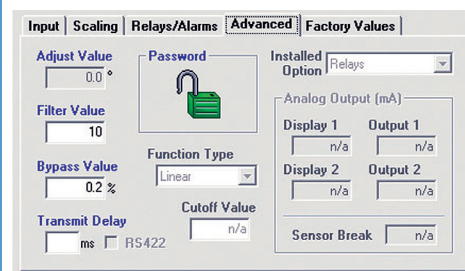 Input Scaling Relays/Alarms Advanced Factory Values
Adjust Value
0.0 °
Filter Value
10
Bypass Value
0.2 %
Transmit Delay
ms RS422
Password
Function Type
Linear
Cutoff Value
n/a
Installed Option Relays
Analog Output (mA)
Display 1 Output 1
n/a n/a
Display 2 Output 2
n/a n/a
Sensor Break n/a